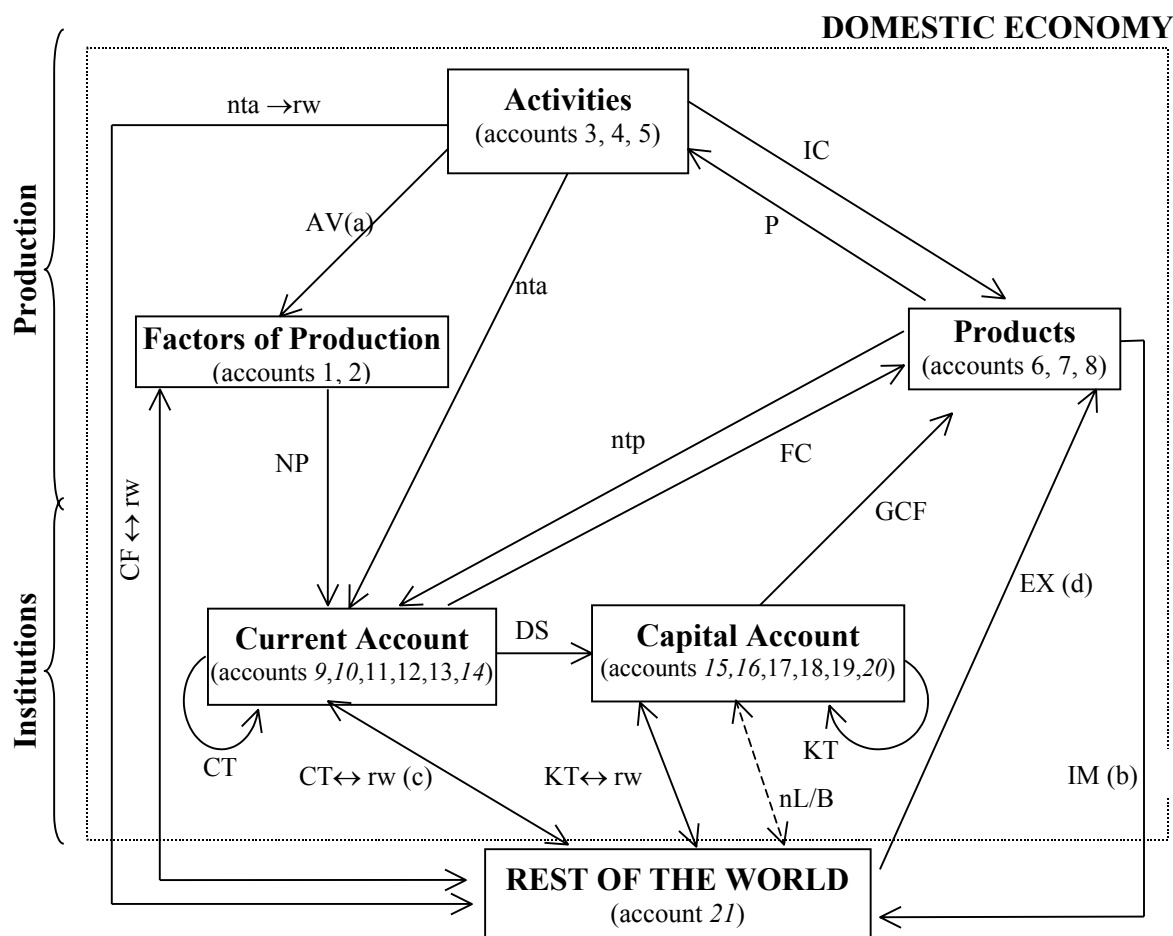 DOMESTIC ECONOMY
Production
Institutions
Activities
(accounts 3, 4, 5)
nta →rw
IC
P
AV(a)
nta
Factors of Production
(accounts 1, 2)
Products
(accounts 6, 7, 8)
NP
ntp
FC
GCF
CF ↔ rw
EX (d)
Current Account
(accounts 9,10,11,12,13,14)
DS
Capital Account
(accounts 15,16,17,18,19,20)
CT
CT↔ rw (c)
KT↔ rw
nL/B
KT
IM (b)
REST OF THE WORLD
(account 21)